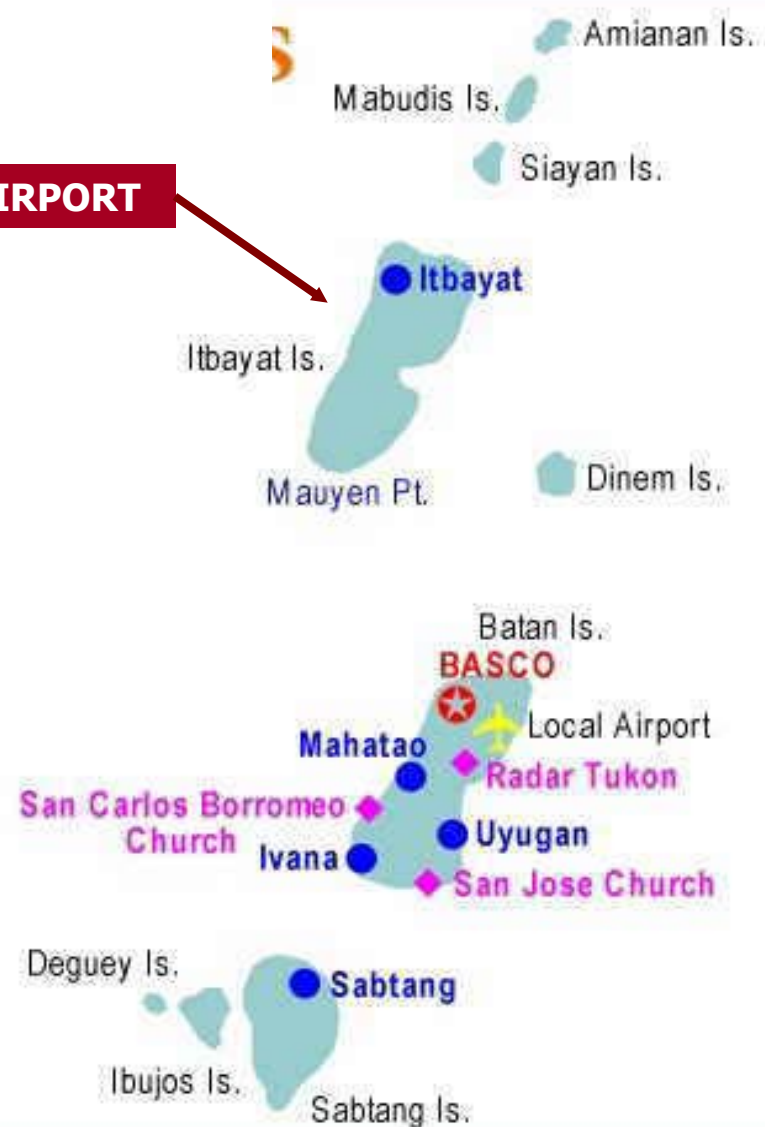 S
Amianan Is.
Mabudis Is.
Siayan Is.
IRPORT
Itbayat
Itbayat Is.
Mauyen Pt.
Dinem Is.
Batan Is.
BASCO
Local Airport
Mahatao
Radar Tukon
San Carlos Borromeo
Church
Uyugan
Ivana
San Jose Church
Deguey Is.
Sabtang
Ibujos Is.
Sabtang Is.